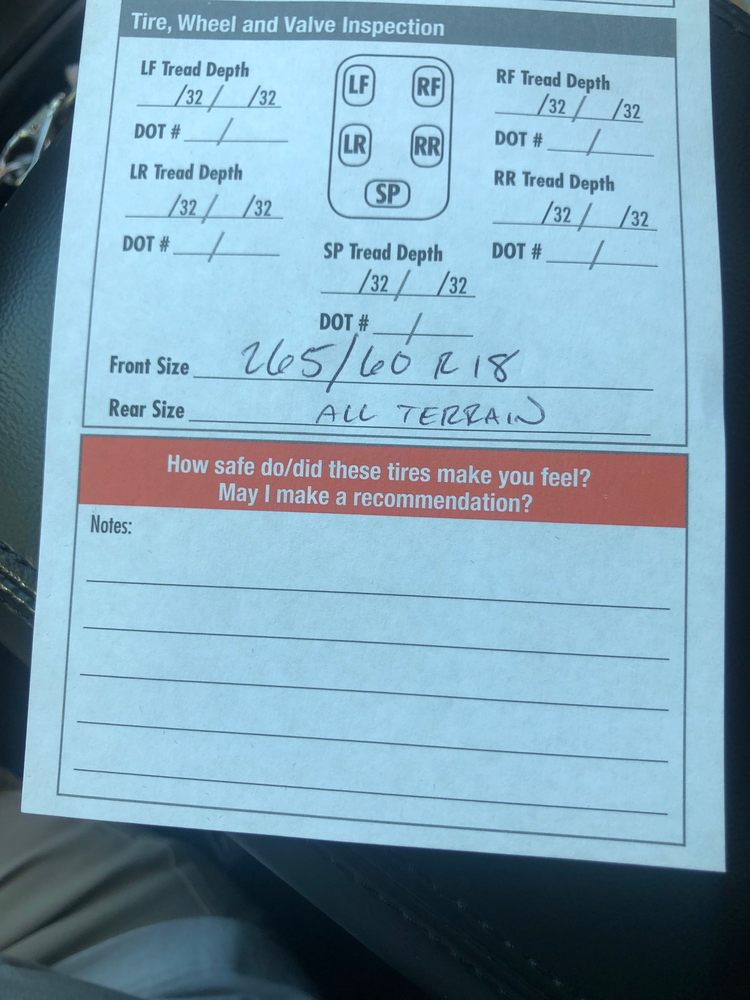 Tire, Wheel and Valve Inspection
LF Tread Depth
/32 / /32
DOT # /
LR Tread Depth
/32 / /32
DOT # /
LF RF
LR RR
SP
SP Tread Depth
/32 / /32
DOT # /
RF Tread Depth
/32 / /32
DOT # /
RR Tread Depth
/32 / /32
DOT # /
Front Size 265/60 R 18
Rear Size ALL TERRAIN
How safe do/did these tires make you feel?
May I make a recommendation?
Notes: